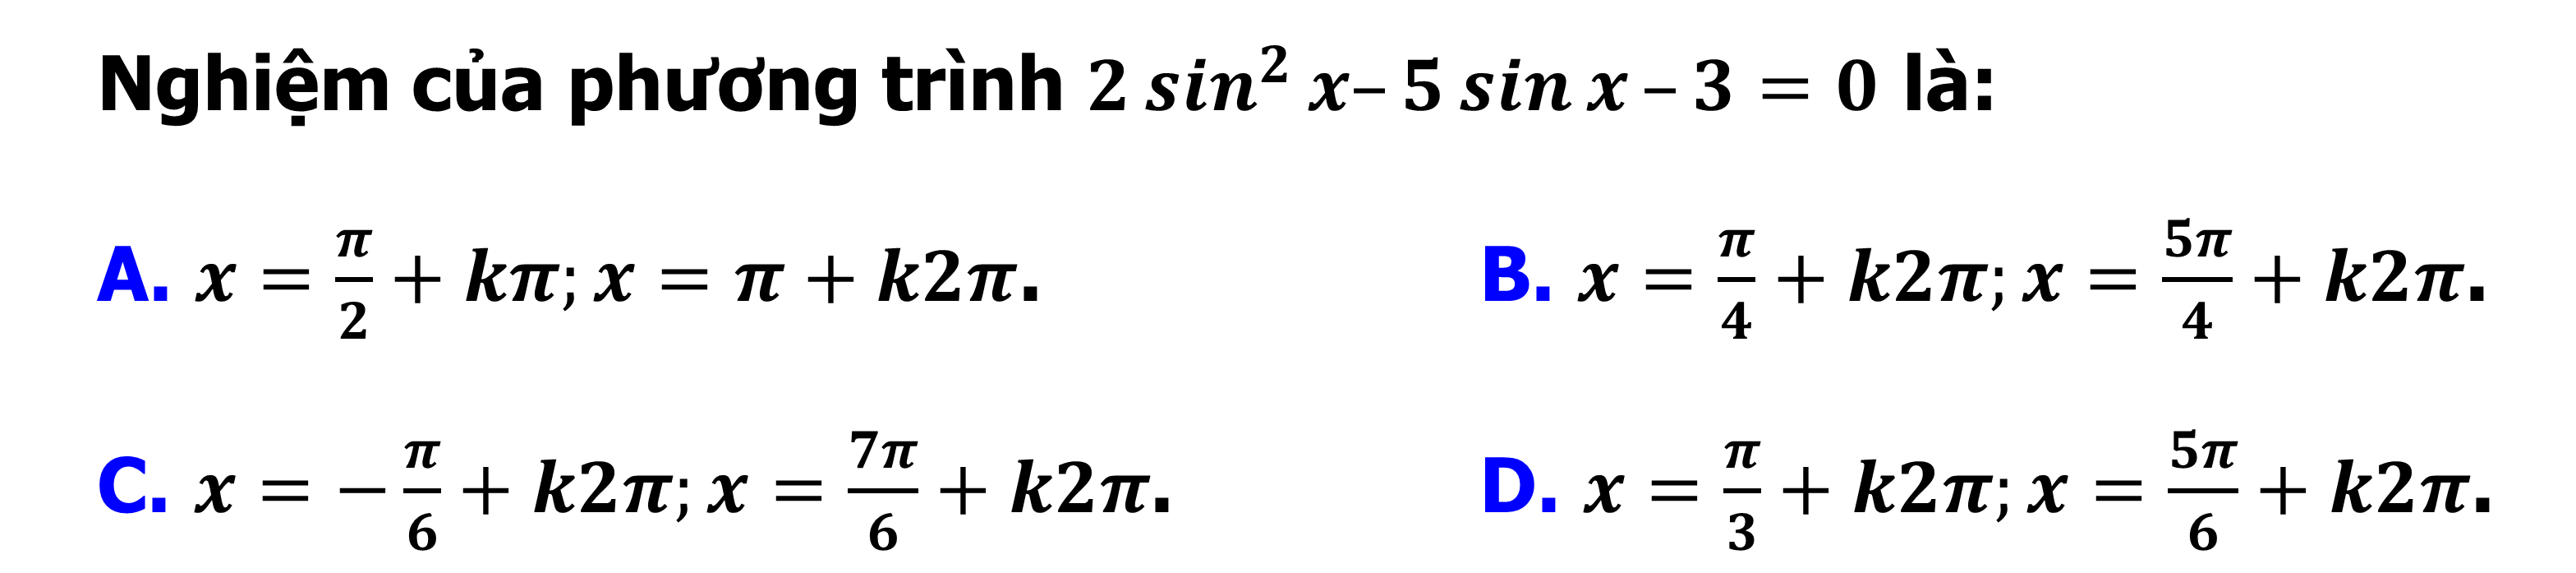 Nghiệm của phương trình 2 sin² x– 5 sin x – 3 = 0 là:
A. x = π/2 + kπ; x = π + k2π. B. x = π/4 + k2π; x = 5π/4 + k2π.
C. x = −π/6 + k2π; x = 7π/6 + k2π. D. x = π/3 + k2π; x = 5π/6 + k2π.